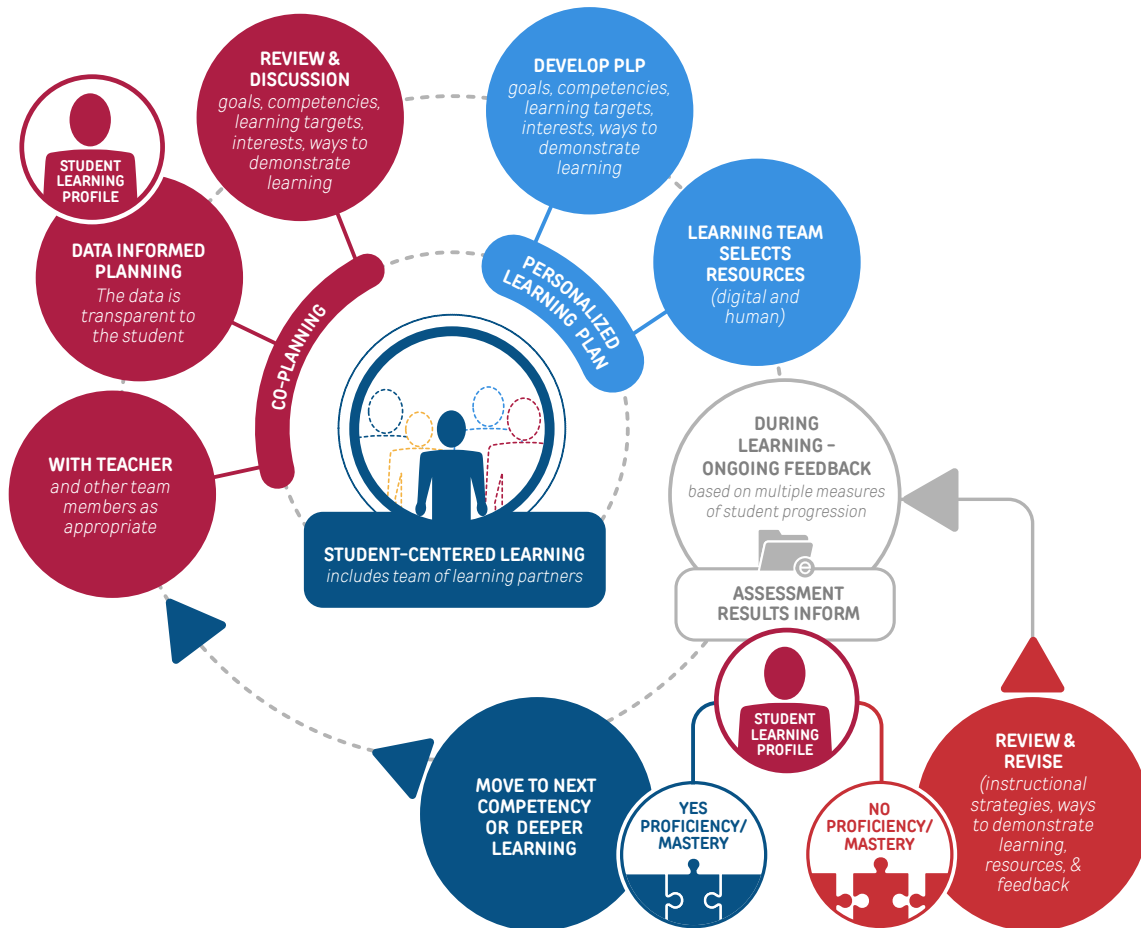 REVIEW &
DISCUSSION
goals, competencies,
learning targets,
interests, ways to
demonstrate
learning
DEVELOP PLP
goals, competencies,
learning targets,
interests, ways to
demonstrate
learning
STUDENT
LEARNING
PROFILE
DATA INFORMED
PLANNING
The data is
transparent to
the student
LEARNING TEAM
SELECTS
RESOURCES
(digital and
human)
CO-PLANNING
PERSONALIZED
LEARNING PLAN
WITH TEACHER
and other team
members as
appropriate
DURING
LEARNING –
ONGOING FEEDBACK
based on multiple measures
of student progression
e
STUDENT-CENTERED LEARNING
includes team of learning partners
ASSESSMENT
RESULTS INFORM
STUDENT
LEARNING
PROFILE
MOVE TO NEXT
COMPETENCY
OR DEEPER
LEARNING
YES
PROFICIENCY/
MASTERY
NO
PROFICIENCY/
MASTERY
REVIEW &
REVISE
(instructional
strategies, ways
to demonstrate
learning,
resources, &
feedback